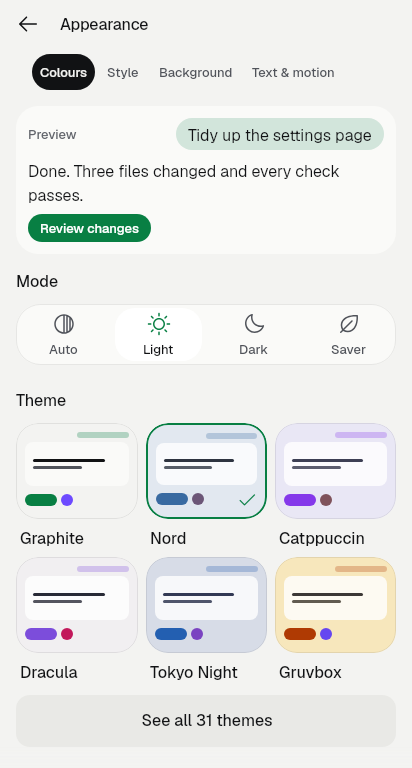 Appearance
Colours Style Background Text & motion
Preview
Tidy up the settings page
Done. Three files changed and every check
passes.
Review changes
Mode
Auto Light Dark Saver
Theme
Graphite Nord Catppuccin
Dracula Tokyo Night Gruvbox
See all 31 themes